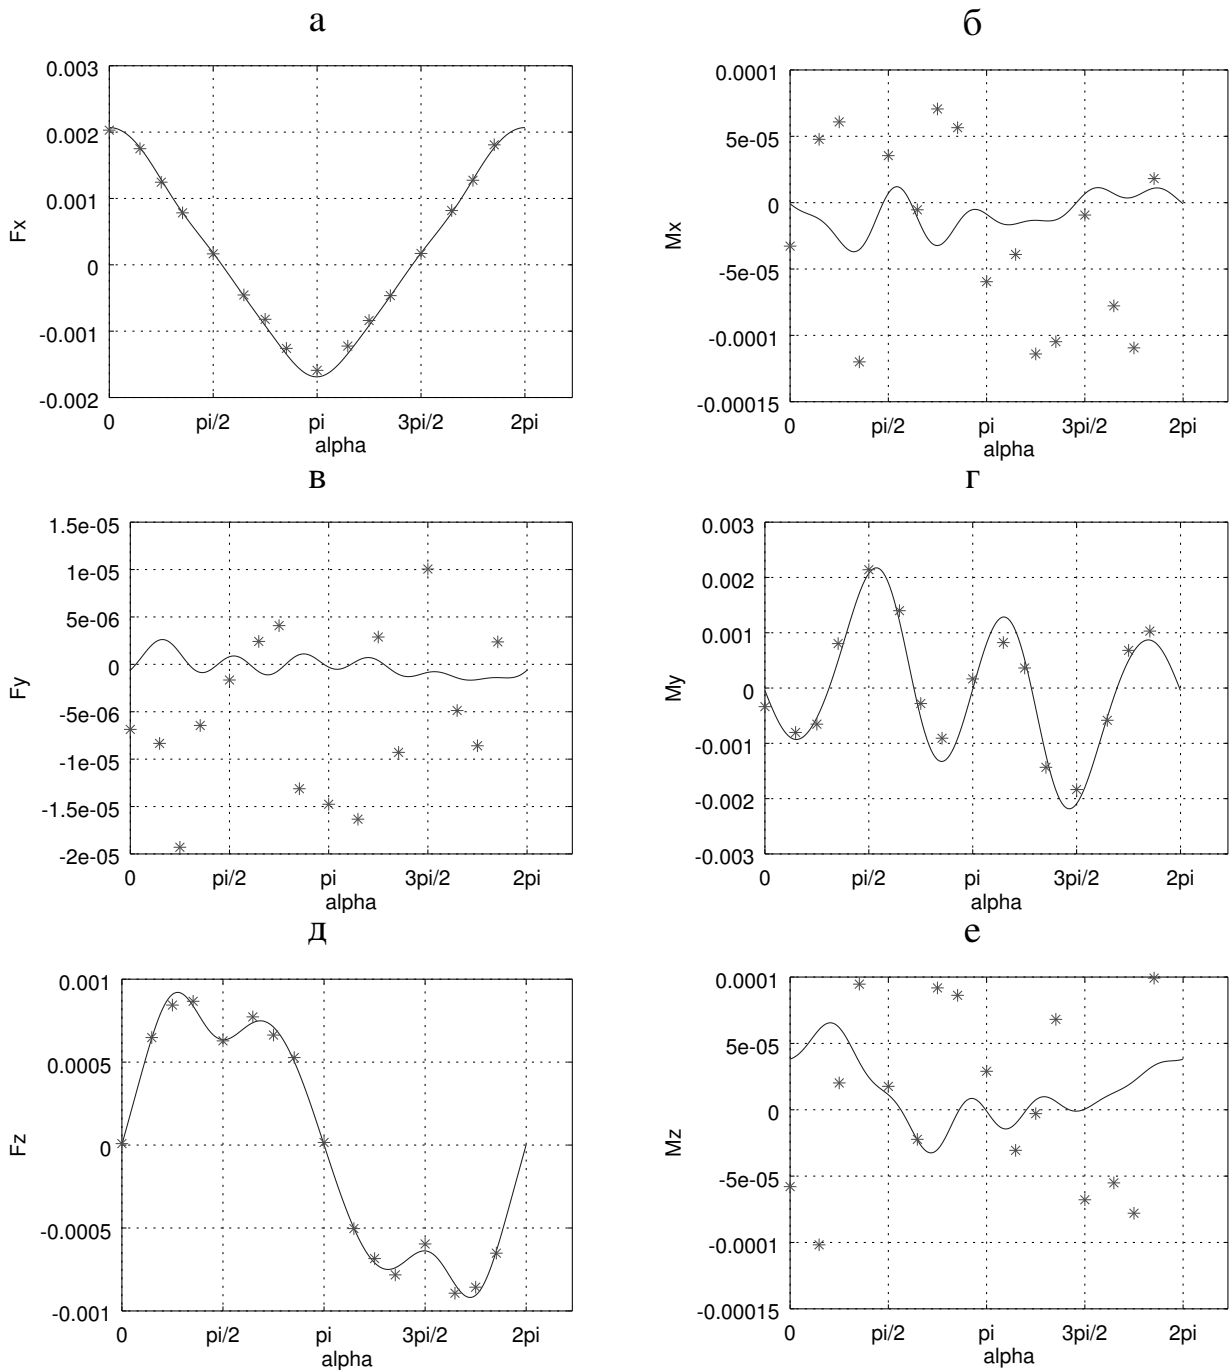 а
0.003
0.002
0.001
0
-0.001
-0.002
Fx
0 pi/2 pi 3pi/2 2pi
alpha
б
0.0001
5e-05
0
-5e-05
-0.0001
-0.00015
Mx
0 pi/2 pi 3pi/2 2pi
alpha
в
1.5e-05
1e-05
5e-06
0
-5e-06
-1e-05
-1.5e-05
-2e-05
Fy
0 pi/2 pi 3pi/2 2pi
alpha
г
0.003
0.002
0.001
0
-0.001
-0.002
-0.003
My
0 pi/2 pi 3pi/2 2pi
alpha
д
0.001
0.0005
0
-0.0005
-0.001
Fz
0 pi/2 pi 3pi/2 2pi
alpha
е
0.0001
5e-05
0
-5e-05
-0.0001
-0.00015
Mz
0 pi/2 pi 3pi/2 2pi
alpha